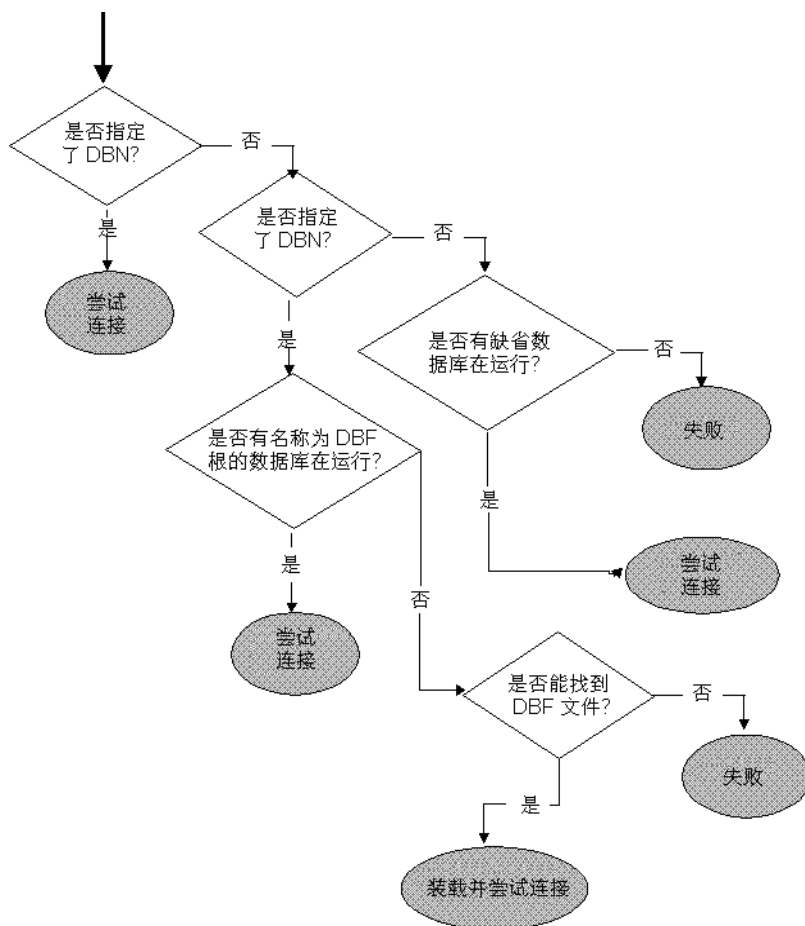 是否指定
了 DBN?
否
是
尝试
连接
是否指定
了 DBN?
否
是
是否有缺省数
据库在运行?
否
失败
是
尝试
连接
是否有名称为 DBF
根的数据库在运行?
是
尝试
连接
否
是否能找到
DBF 文件?
否
失败
是
装载并尝试连接